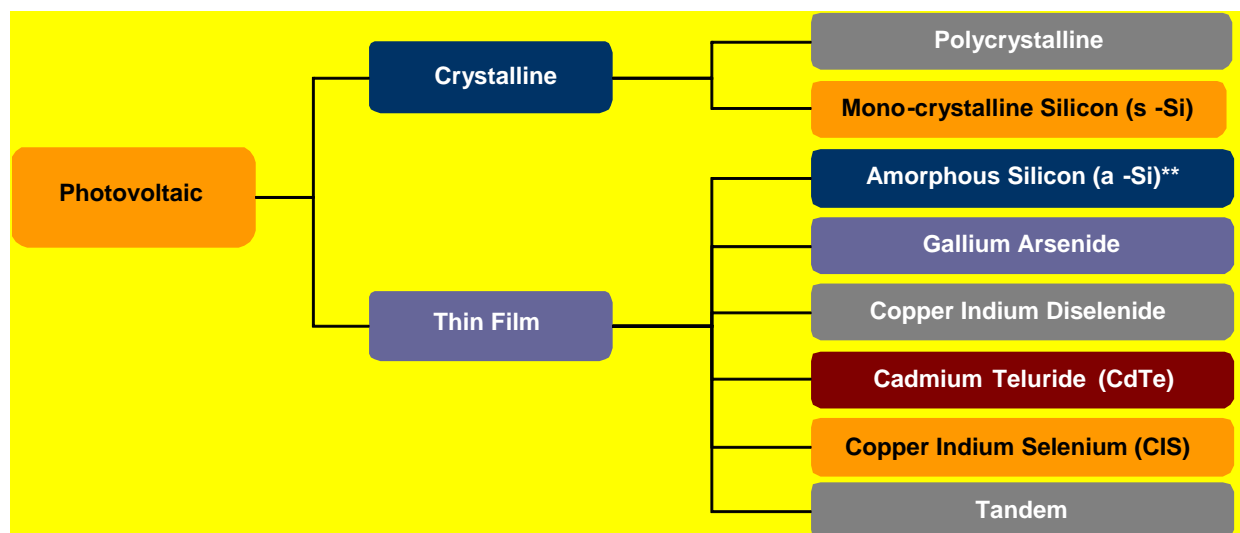 Photovoltaic
Crystalline
Polycrystalline
Mono-crystalline Silicon (s -Si)
Thin Film
Amorphous Silicon (a -Si)**
Gallium Arsenide
Copper Indium Diselenide
Cadmium Teluride (CdTe)
Copper Indium Selenium (CIS)
Tandem